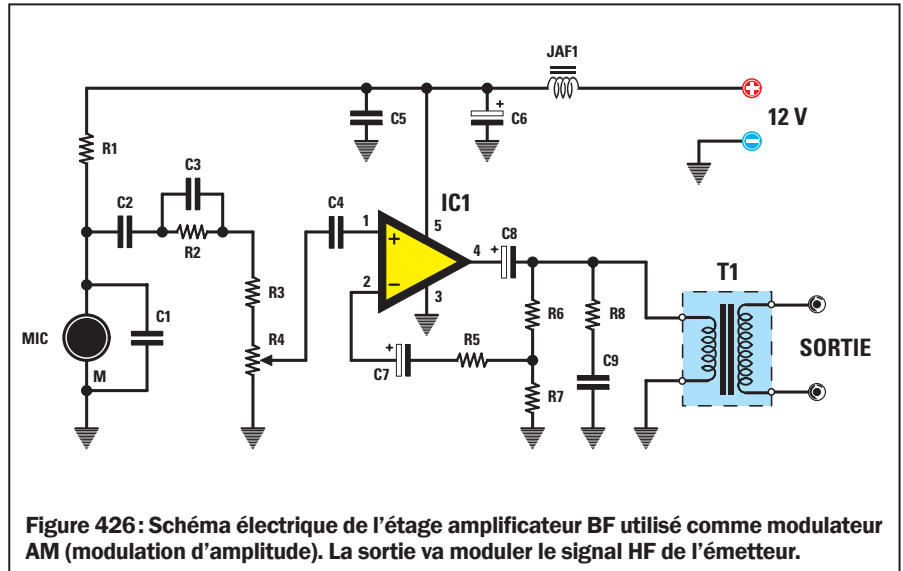 JAF1
+
C5
C6
12 V
R1
C3
C2
R2
C4
IC1
1
+
5
4
+
C8
2
−
3
T1
R3
R6
R8
MIC
C1
R4
+
R5
C7
C9
SORTIE
M
R7
Figure 426: Schéma électrique de l'étage amplificateur BF utilisé comme modulateur
AM (modulation d'amplitude). La sortie va moduler le signal HF de l'émetteur.